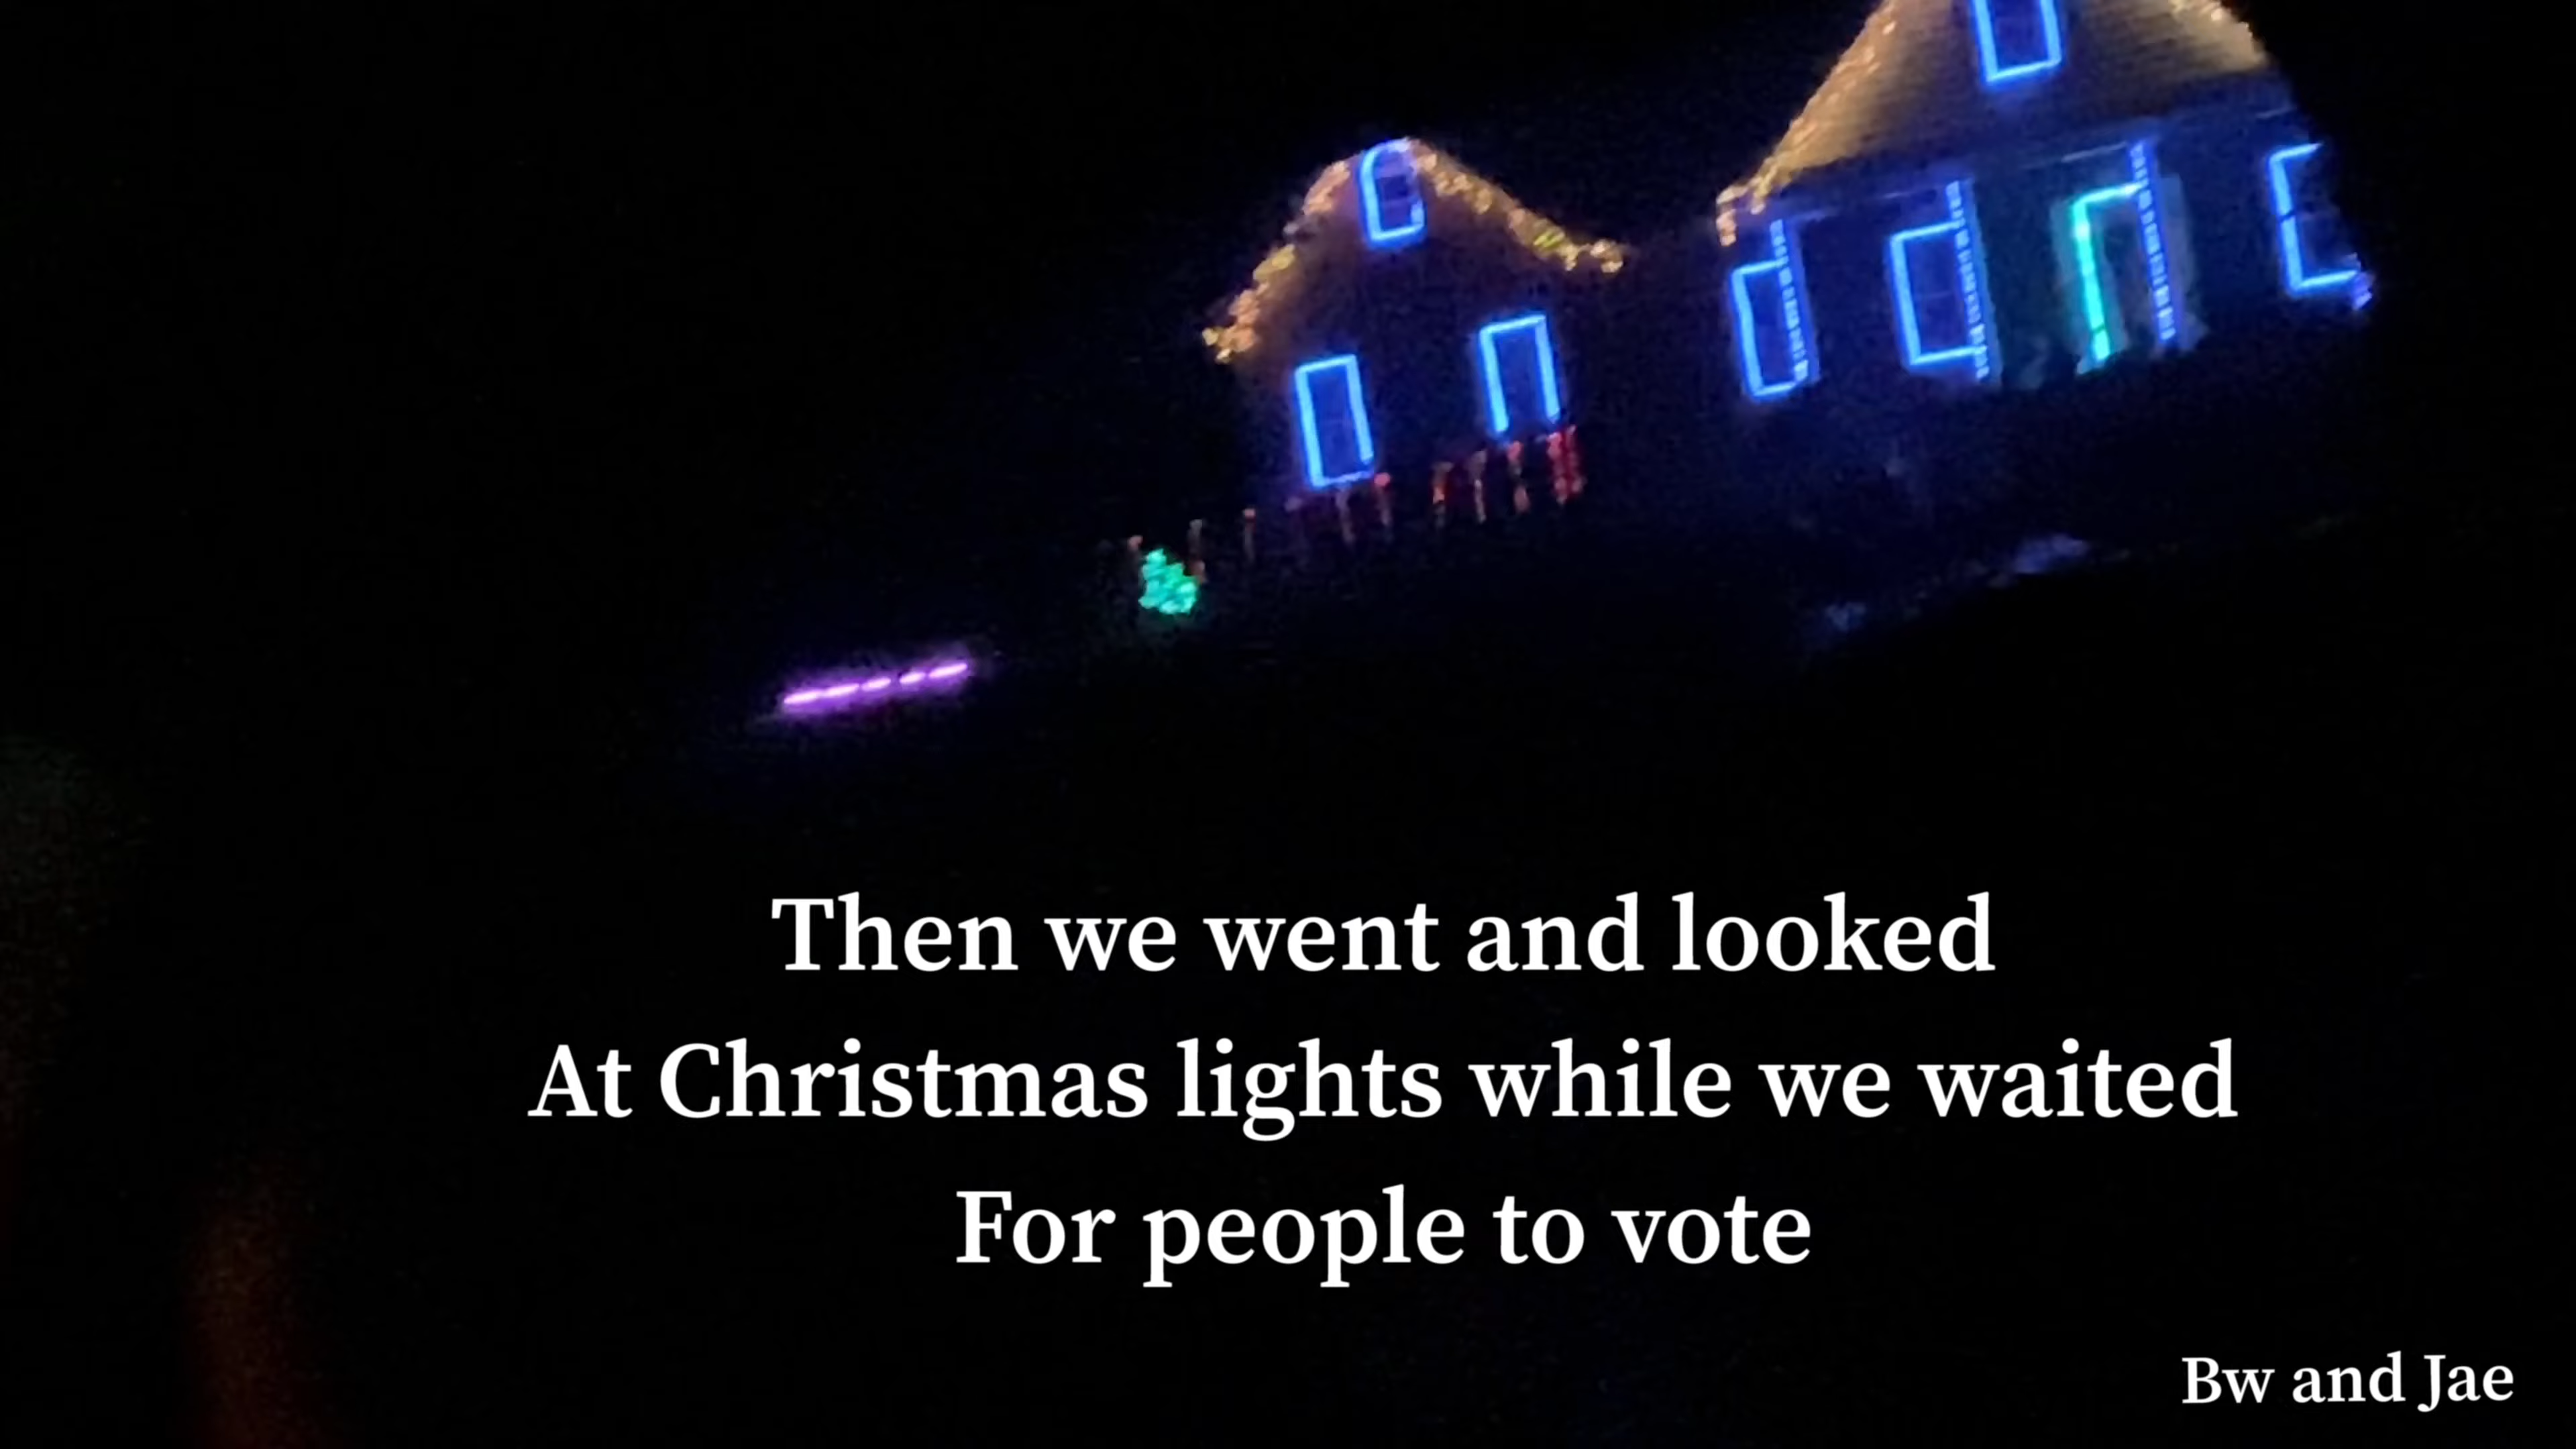 Then we went and looked
At Christmas lights while we waited
For people to vote
Bw and Jae